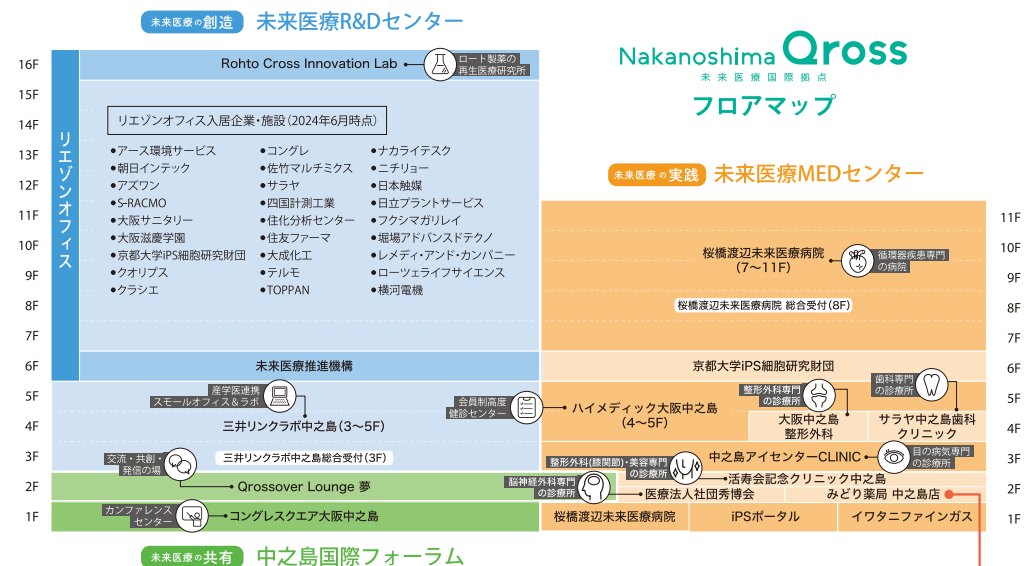 未来医療の創造 未来医療R&Dセンター
Nakanoshima Qross
未来医療国際拠点
フロアマップ
16F
15F
14F
13F
12F
11F
10F
9F
8F
7F
6F
5F
4F
3F
2F
1F
リエゾンオフィス
Rohto Cross Innovation Lab
ロート製薬の
再生医療研究所
リエゾンオフィス入居企業・施設（2024年6月時点）
●アース環境サービス
●朝日インテック
●アズワン
●S-RACMO
●大阪サニタリー
●大阪滋慶学園
●京都大学iPS細胞研究財団
●クオリプス
●クラシエ
●コングレ
●佐竹マルチミクス
●サラヤ
●四国計測工業
●住化分析センター
●住友ファーマ
●大成化工
●テルモ
●TOPPAN
●ナカライテスク
●ニチリョー
●日本触媒
●日立プラントサービス
●フクシマガリレイ
●堀場アドバンスドテクノ
●レメディ・アンド・カンパニー
●ローツェライフサイエンス
●横河電機
未来医療推進機構
産学医連携
スモールオフィス＆ラボ
三井リンクラボ中之島（3〜5F）
三井リンクラボ中之島総合受付（3F）
交流・共創・
発信の場
Qrossover Lounge 夢
カンファレンス
センター
コングレスクエア大阪中之島
未来医療の共有 中之島国際フォーラム
未来医療の実践 未来医療MEDセンター
11F
10F
9F
8F
7F
6F
5F
4F
3F
2F
1F
桜橋渡辺未来医療病院
（7〜11F）
循環器疾患専門
の病院
桜橋渡辺未来医療病院 総合受付（8F）
京都大学iPS細胞研究財団
会員制高度
健診センター
ハイメディック大阪中之島
（4〜5F）
整形外科専門
の診療所
大阪中之島
整形外科
歯科専門
の診療所
サラヤ中之島歯科
クリニック
中之島アイセンターCLINIC
目の病気専門
の診療所
整形外科(膝関節)・美容専門
の診療所
活寿会記念クリニック中之島
脳神経外科専門
の診療所
医療法人社団秀博会
みどり薬局 中之島店
桜橋渡辺未来医療病院
iPSポータル
イワタニファインガス